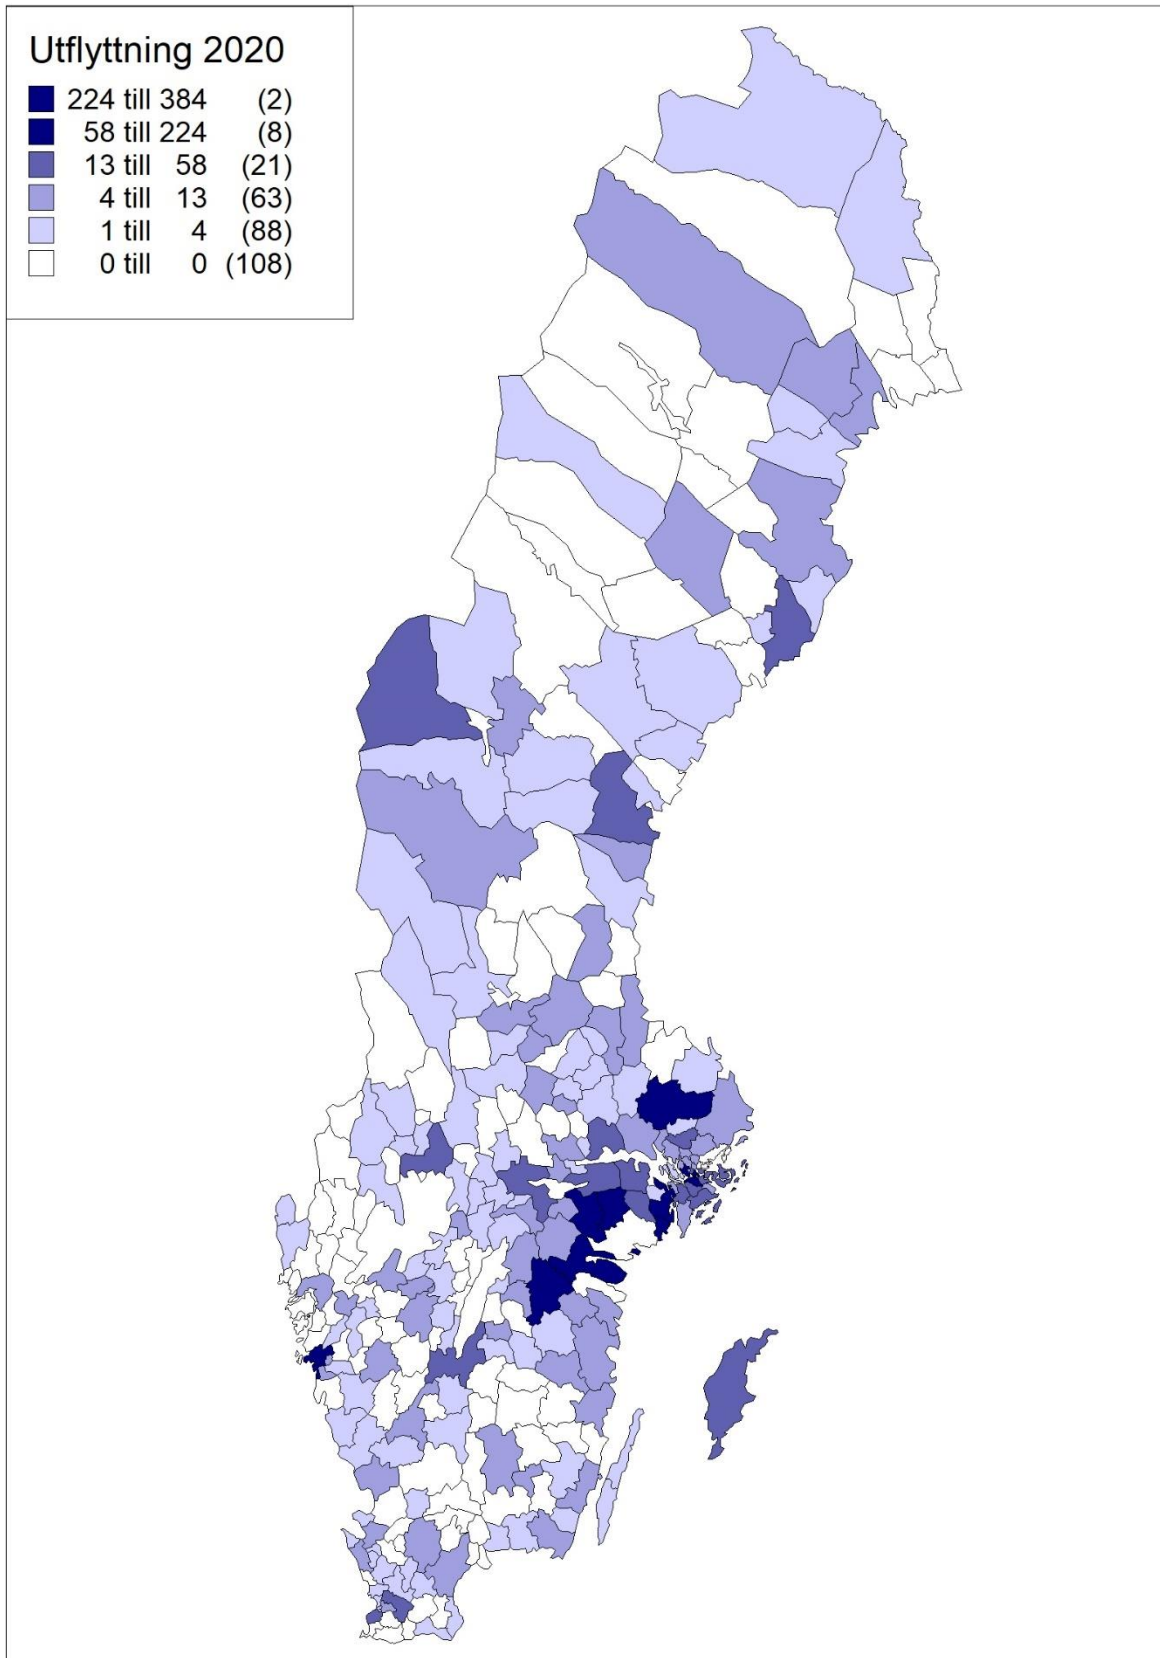 Utflyttning 2020
224 till 384 (2)
58 till 224 (8)
13 till 58 (21)
4 till 13 (63)
1 till 4 (88)
0 till 0 (108)